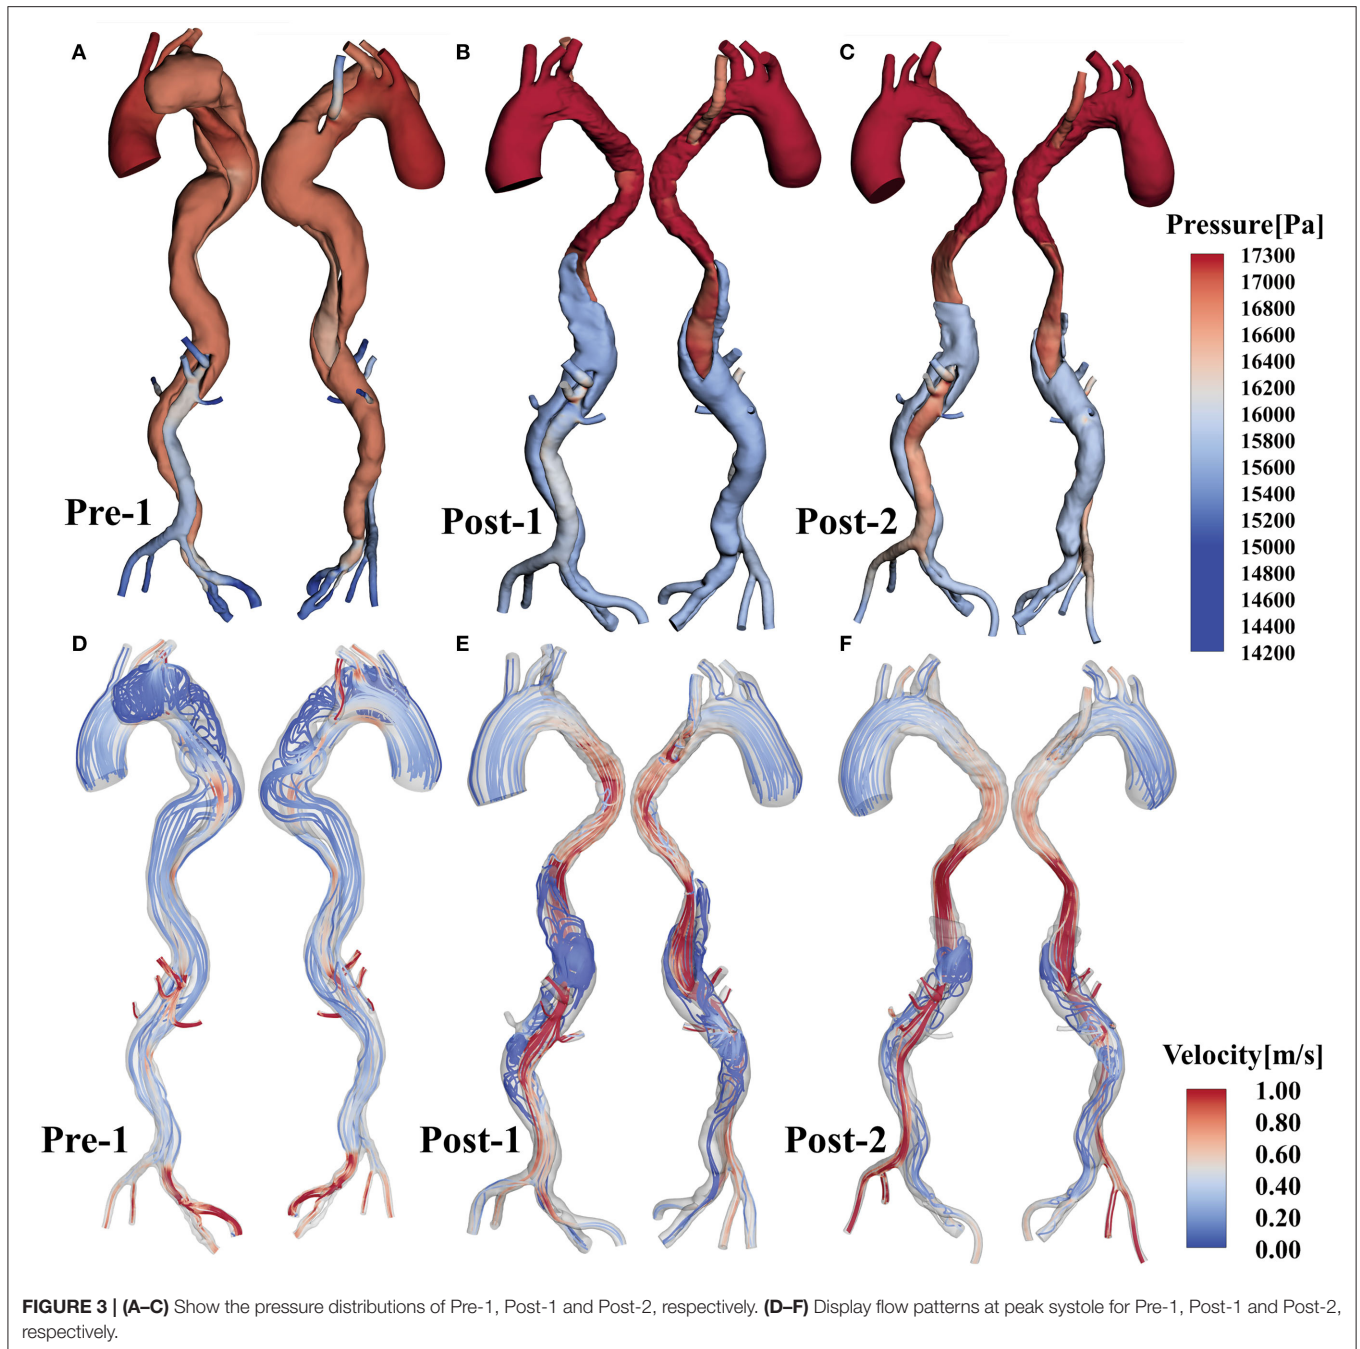 A
B
C
Pressure[Pa]
17300
17000
16800
16600
16400
16200
16000
15800
15600
15400
15200
15000
14800
14600
14400
14200
Pre-1
Post-1
Post-2
D
E
F
Velocity[m/s]
1.00
0.80
0.60
0.40
0.20
0.00
Pre-1
Post-1
Post-2
FIGURE 3 | (A–C) Show the pressure distributions of Pre-1, Post-1 and Post-2, respectively. (D–F) Display flow patterns at peak systole for Pre-1, Post-1 and Post-2,
respectively.